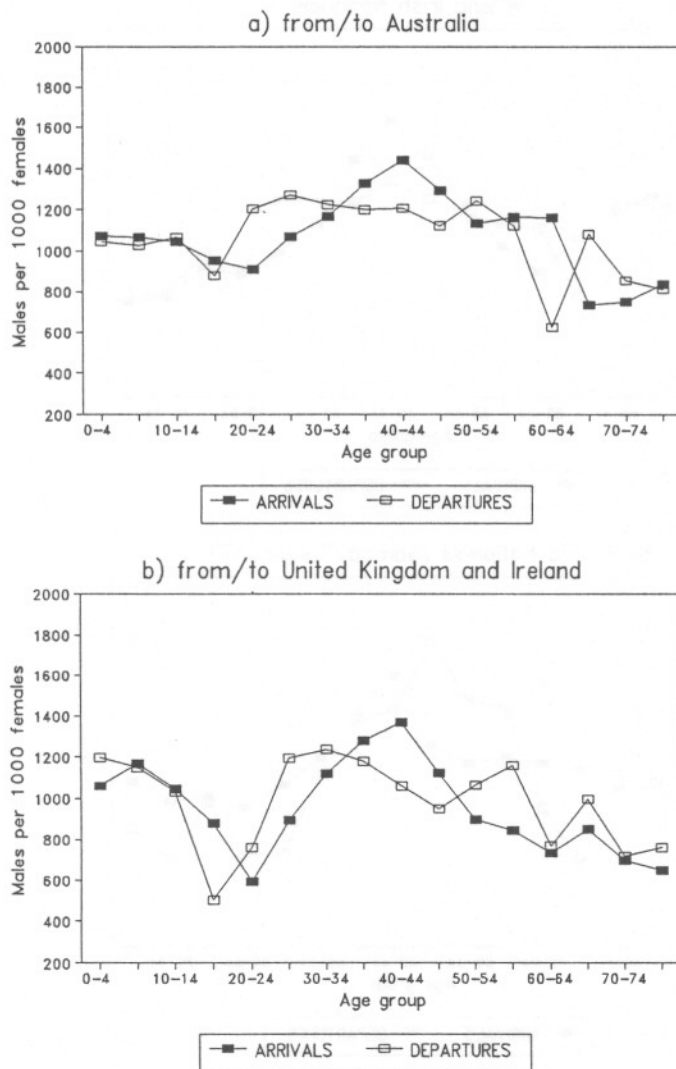 a) from/to Australia
Males per 1000 females
2000
1800
1600
1400
1200
1000
800
600
400
200
0-4 10-14 20-24 30-34 40-44 50-54 60-64 70-74
Age group
ARRIVALS DEPARTURES
b) from/to United Kingdom and Ireland
Males per 1000 females
2000
1800
1600
1400
1200
1000
800
600
400
200
0-4 10-14 20-24 30-34 40-44 50-54 60-64 70-74
Age group
ARRIVALS DEPARTURES